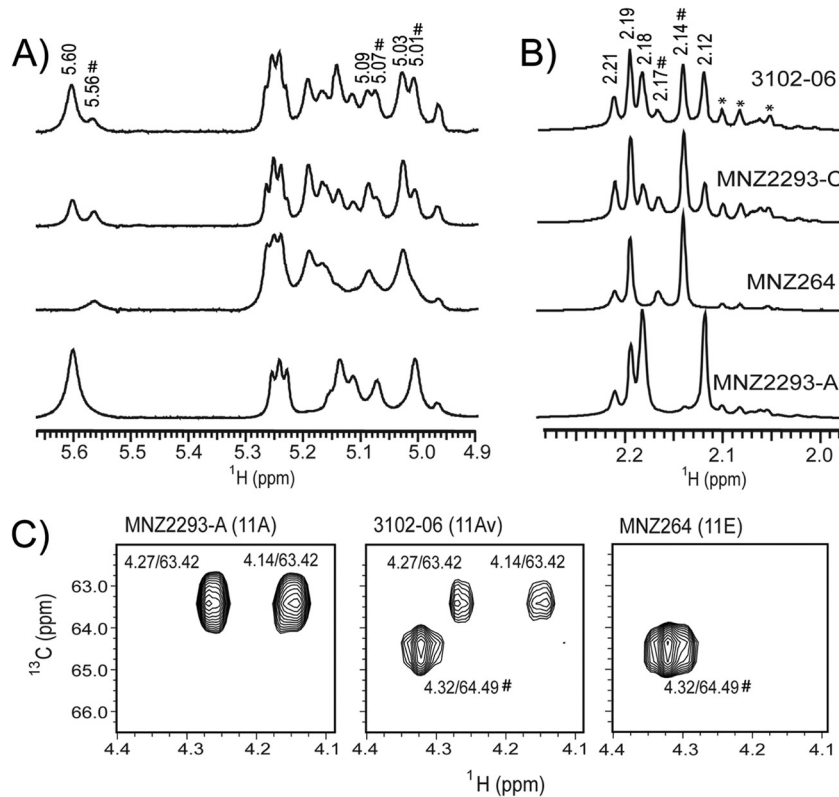 A)
5.60
5.56 #
5.09
5.07 #
5.03
5.01 #
5.6 5.5 5.4 5.3 5.2 5.1 5.0 4.9
¹H (ppm)
B)
2.21
2.19
2.18
2.17 #
2.14 #
2.12
* * *
3102-06
MNZ2293-C
MNZ264
MNZ2293-A
2.2 2.1 2.0
¹H (ppm)
C)
MNZ2293-A (11A) 3102-06 (11Av) MNZ264 (11E)
4.27/63.42 4.14/63.42 4.27/63.42 4.14/63.42
63.0
64.0
65.0
66.0
¹³C (ppm)
4.32/64.49 # 4.32/64.49 #
4.4 4.3 4.2 4.1 4.4 4.3 4.2 4.1 4.4 4.3 4.2 4.1
¹H (ppm)